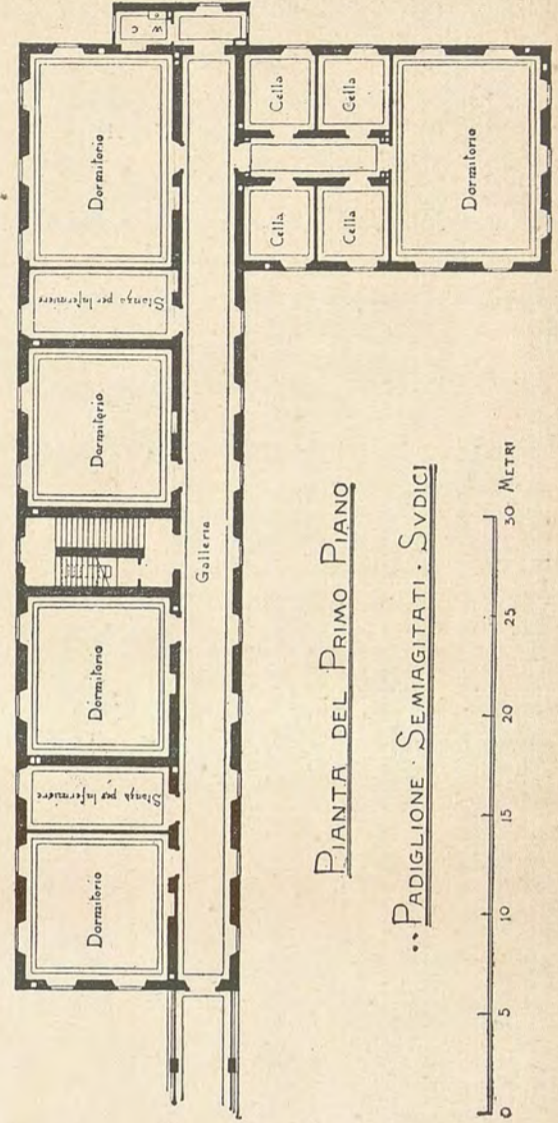 W.C.
Dormitorio
Stanza per Infermiere
Dormitorio
Dormitorio
Stanza per Infermiere
Dormitorio
Galleria
Cella
Cella
Cella
Cella
Dormitorio
PIANTA DEL PRIMO PIANO
PADIGLIONE · SEMIAGITATI · SVDICI
0 5 10 15 20 25 30 METRI